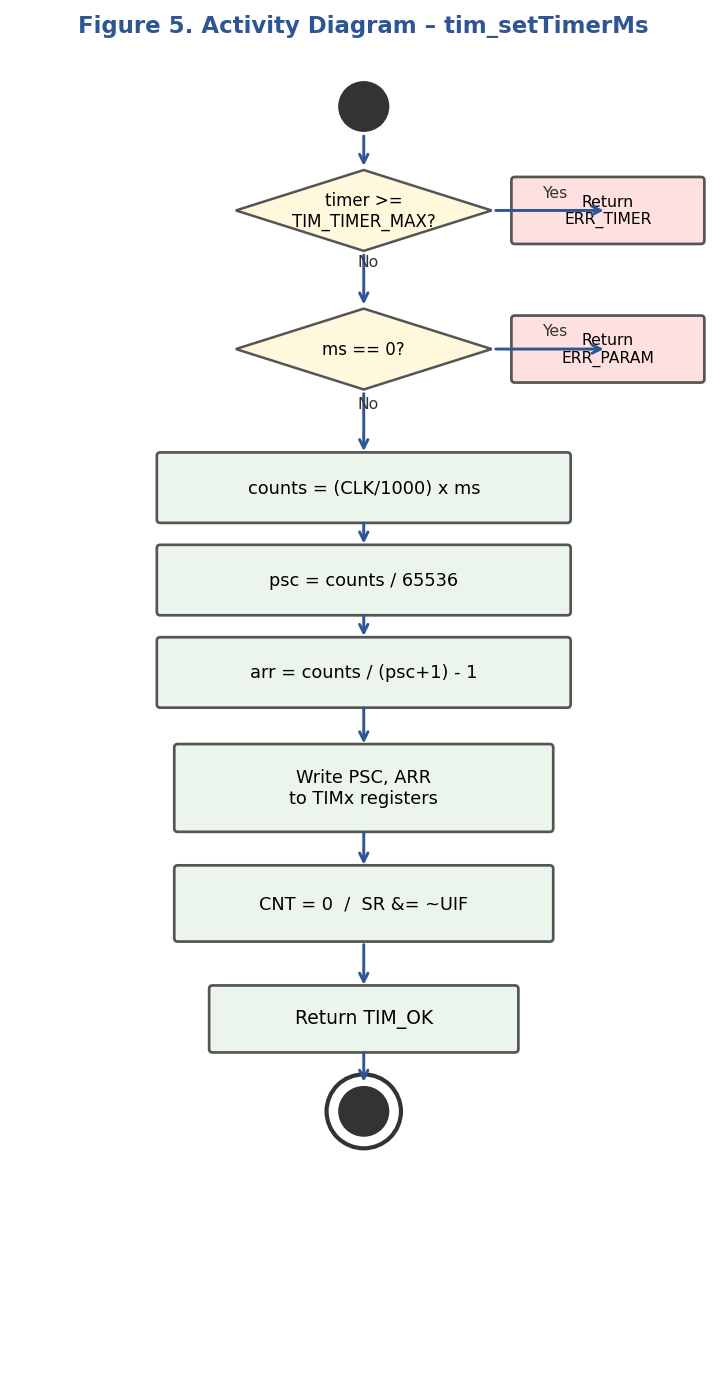 Figure 5. Activity Diagram – tim_setTimerMs
timer >=
TIM_TIMER_MAX?
Yes
Return
ERR_TIMER
No
ms == 0?
Yes
Return
ERR_PARAM
No
counts = (CLK/1000) x ms
psc = counts / 65536
arr = counts / (psc+1) - 1
Write PSC, ARR
to TIMx registers
CNT = 0  /  SR &= ~UIF
Return TIM_OK